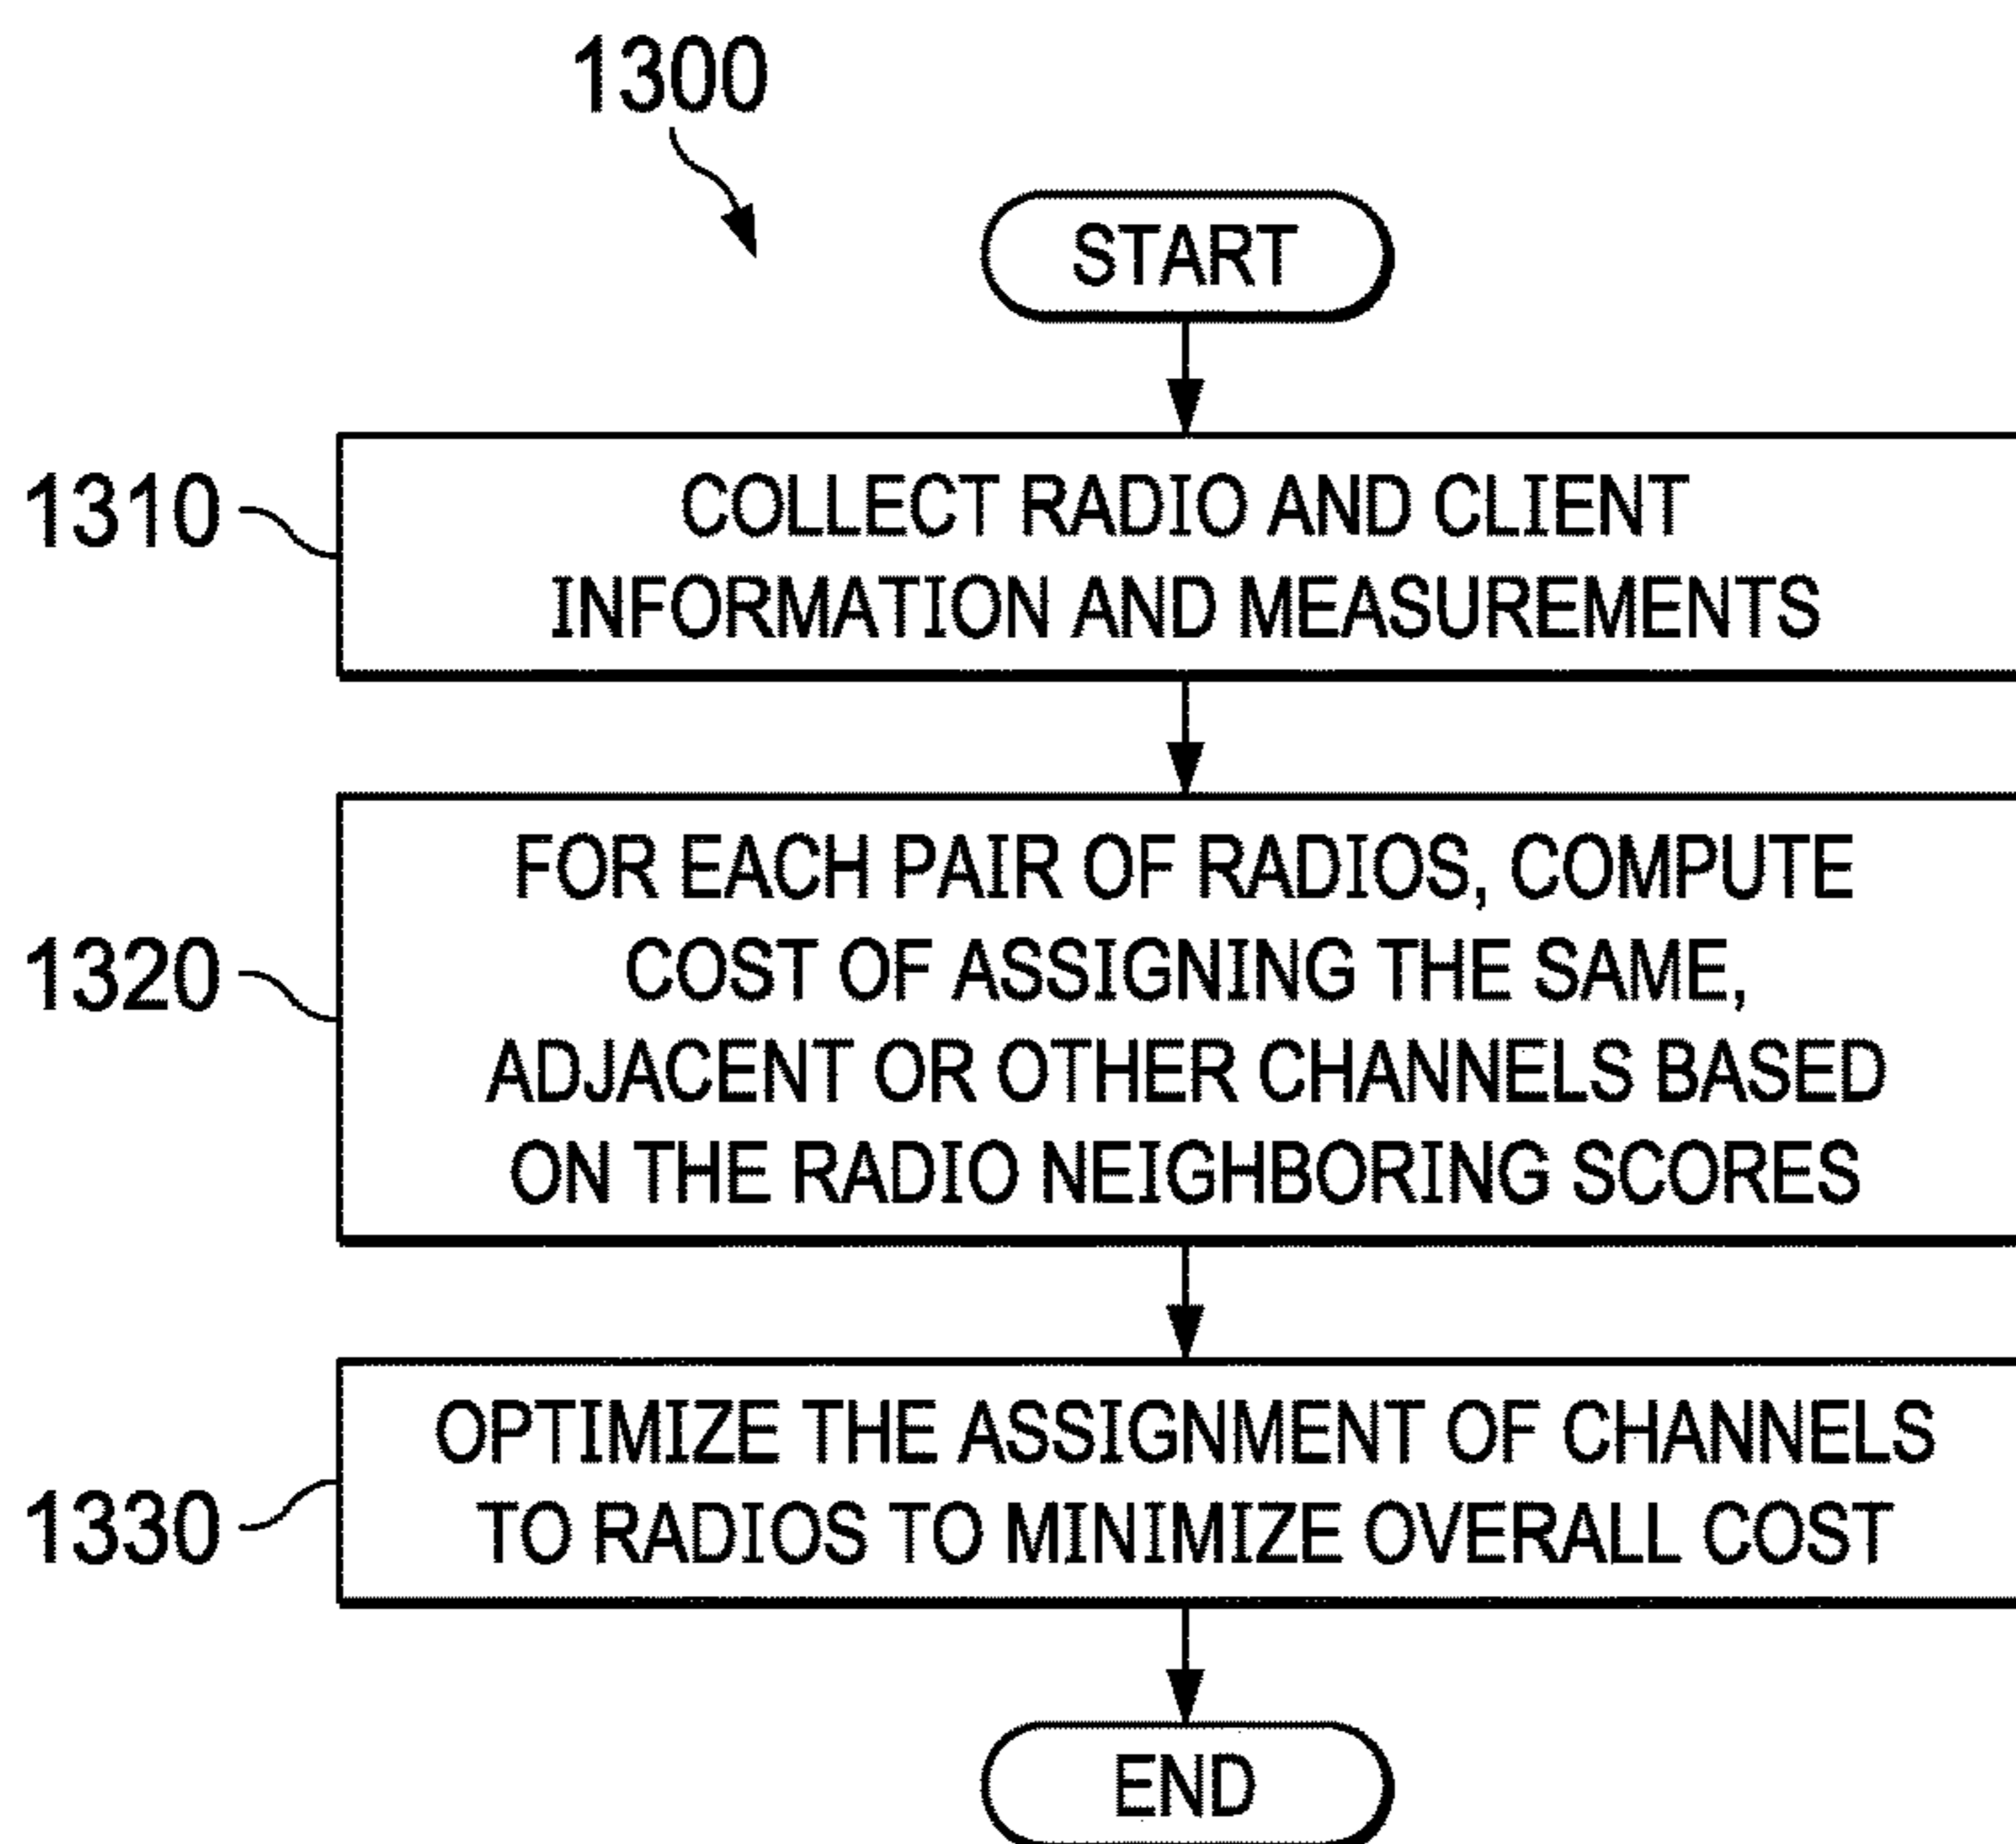 1300
START
1310
COLLECT RADIO AND CLIENT
INFORMATION AND MEASUREMENTS
1320
FOR EACH PAIR OF RADIOS, COMPUTE
COST OF ASSIGNING THE SAME,
ADJACENT OR OTHER CHANNELS BASED
ON THE RADIO NEIGHBORING SCORES
1330
OPTIMIZE THE ASSIGNMENT OF CHANNELS
TO RADIOS TO MINIMIZE OVERALL COST
END